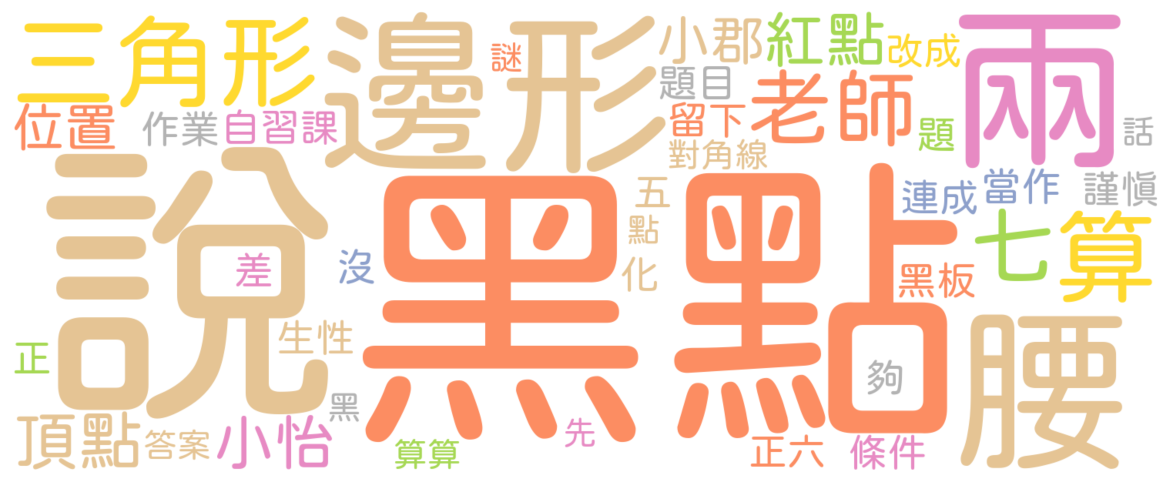 三角形
邊形
謎
小郡
紅點
改成
兩
題目
位置
作業
自習課
留下
老師
題
話
對角線
說
黑點
五
點
化
連成
當作
謹慎
七
算
差
沒
黑板
腰
生性
正
夠
黑
頂點
答案
小怡
算算
先
正六
條件